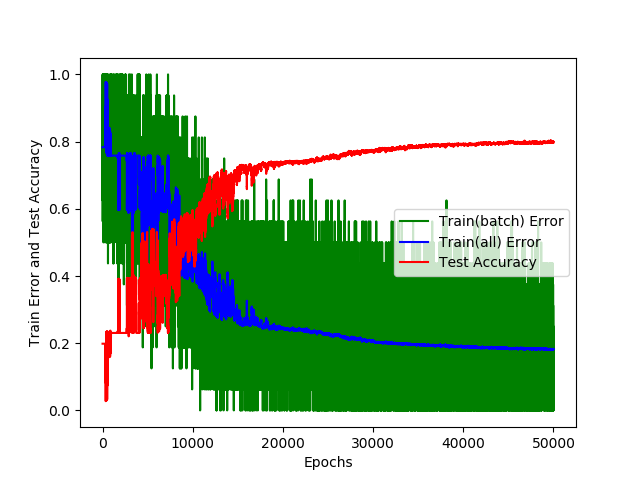 1.0
0.8
0.6
0.4
0.2
0.0
Train Error and Test Accuracy
Train(batch) Error
Train(all) Error
Test Accuracy
0 10000 20000 30000 40000 50000
Epochs